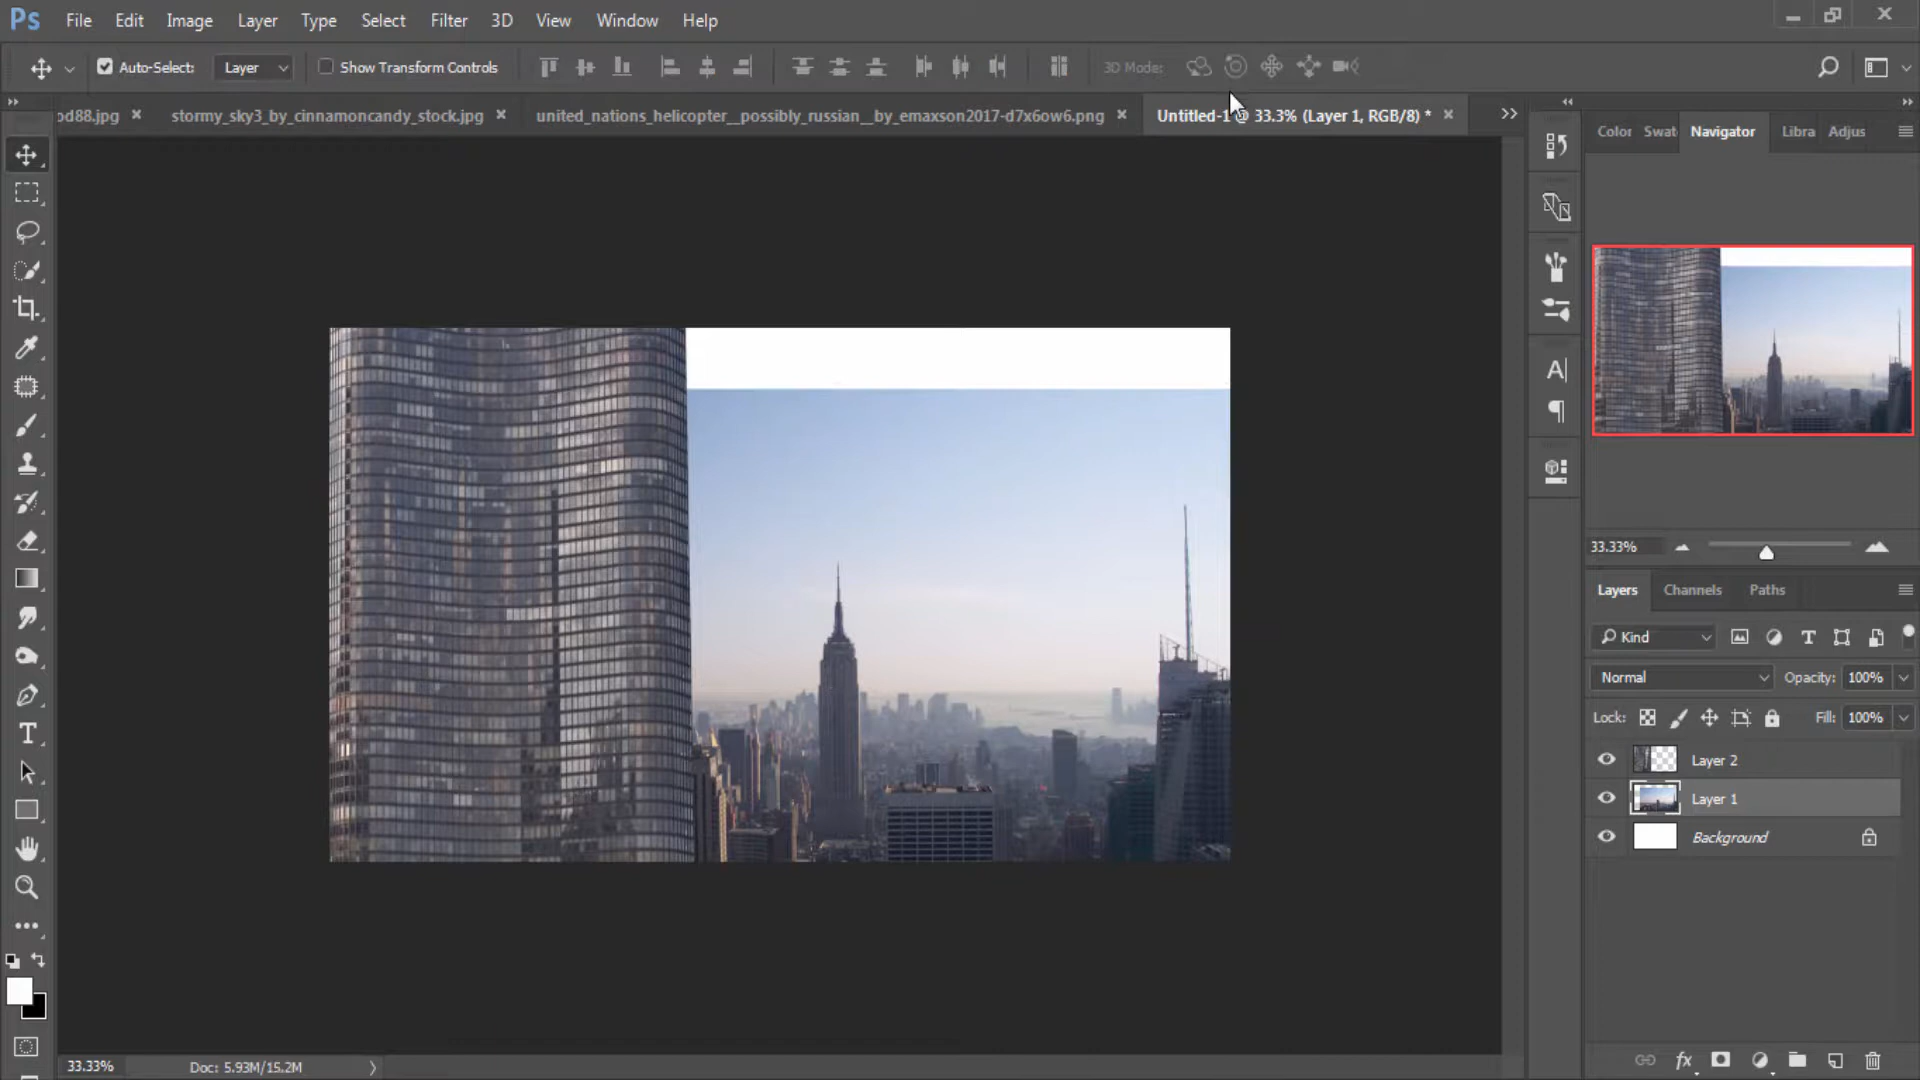 Ps File Edit Image Layer Type Select Filter 3D View Window Help
Auto-Select: Layer Show Transform Controls 3D Mode:
od88.jpg × stormy_sky3_by_cinnamoncandy_stock.jpg × united_nations_helicopter__possibly_russian__by_emaxson2017-d7x6ow6.png × Untitled-1 @ 33.3% (Layer 1, RGB/8) * ×
Color Swat Navigator Libra Adjus
33.33%
Layers Channels Paths
Kind
Normal Opacity: 100%
Lock: Fill: 100%
Layer 2
Layer 1
Background
fx
33.33% Doc: 5.93M/15.2M